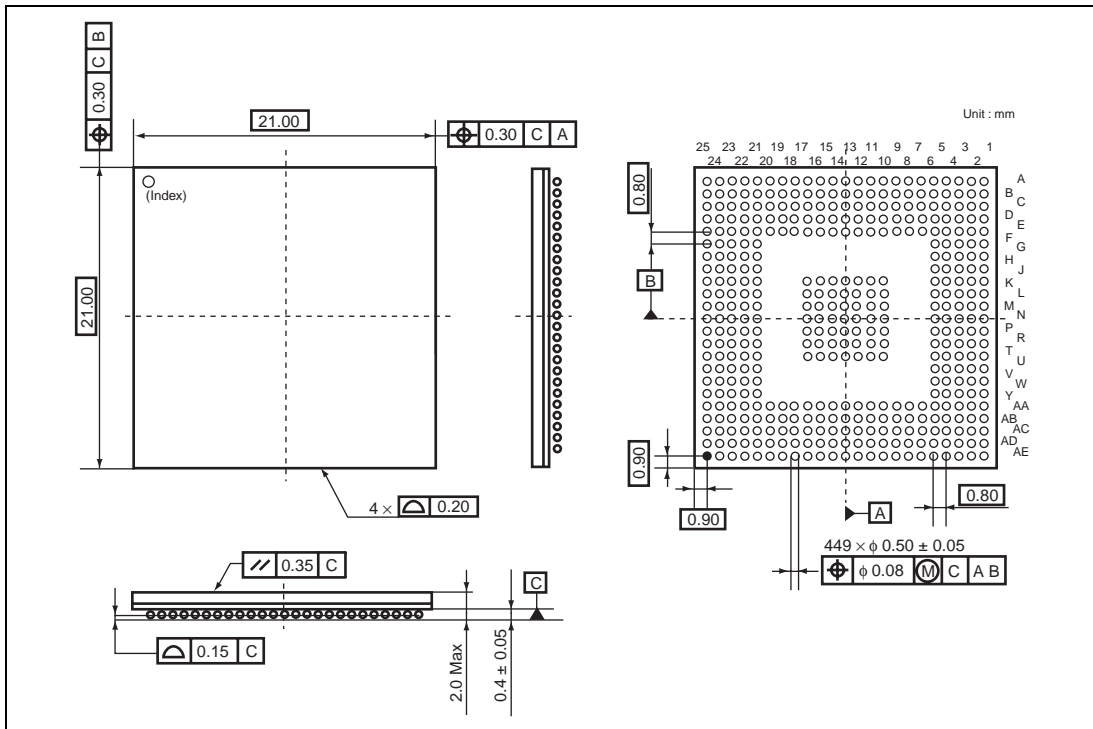 0.30 C B
21.00
0.30 C A
(Index)
21.00
4 × 0.20
0.35 C
0.15 C
2.0 Max
0.4 ± 0.05
C
Unit : mm
25 23 21 19 17 15 13 11 9 7 5 3 1
24 22 20 18 16 14 12 10 8 6 4 2
A
B
C
D
E
F
G
H
J
K
L
M
N
P
R
T
U
V
W
Y
AA
AB
AC
AD
AE
0.80
B
0.90
0.90
A
0.80
449 × ϕ 0.50 ± 0.05
ϕ 0.08 Ⓜ C A B